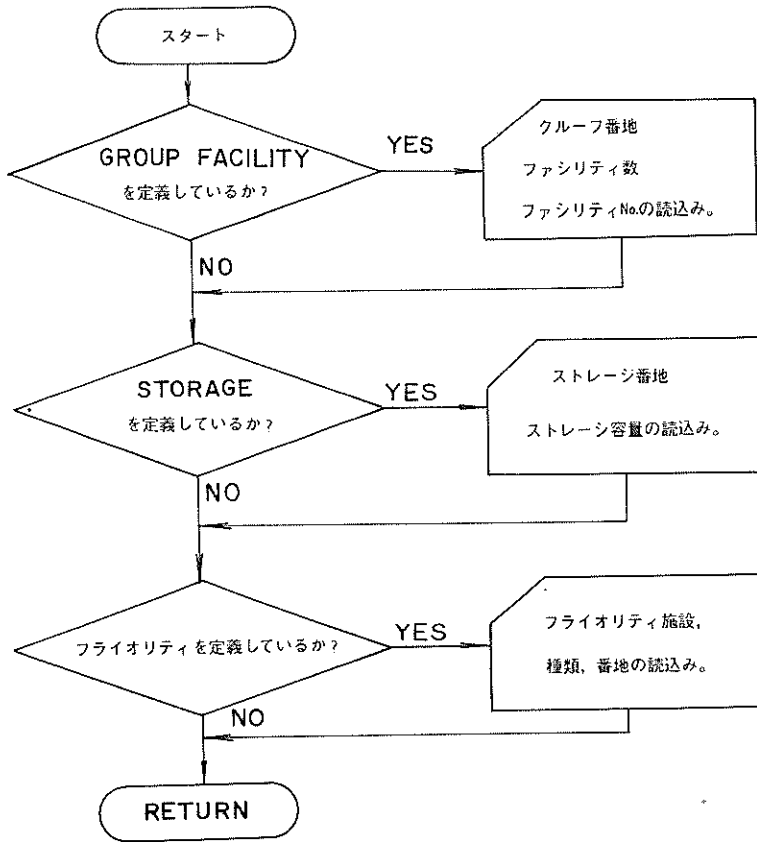 スタート
GROUP FACILITY
を定義しているか?
YES
クルーフ番地
ファシリティ数
ファシリティNo.の読込み。
NO
STORAGE
を定義しているか?
YES
ストレージ番地
ストレーシ容量の読込み。
NO
フライオリティを定義しているか?
YES
フライオリティ施設,
種類, 番地の読込み。
NO
RETURN